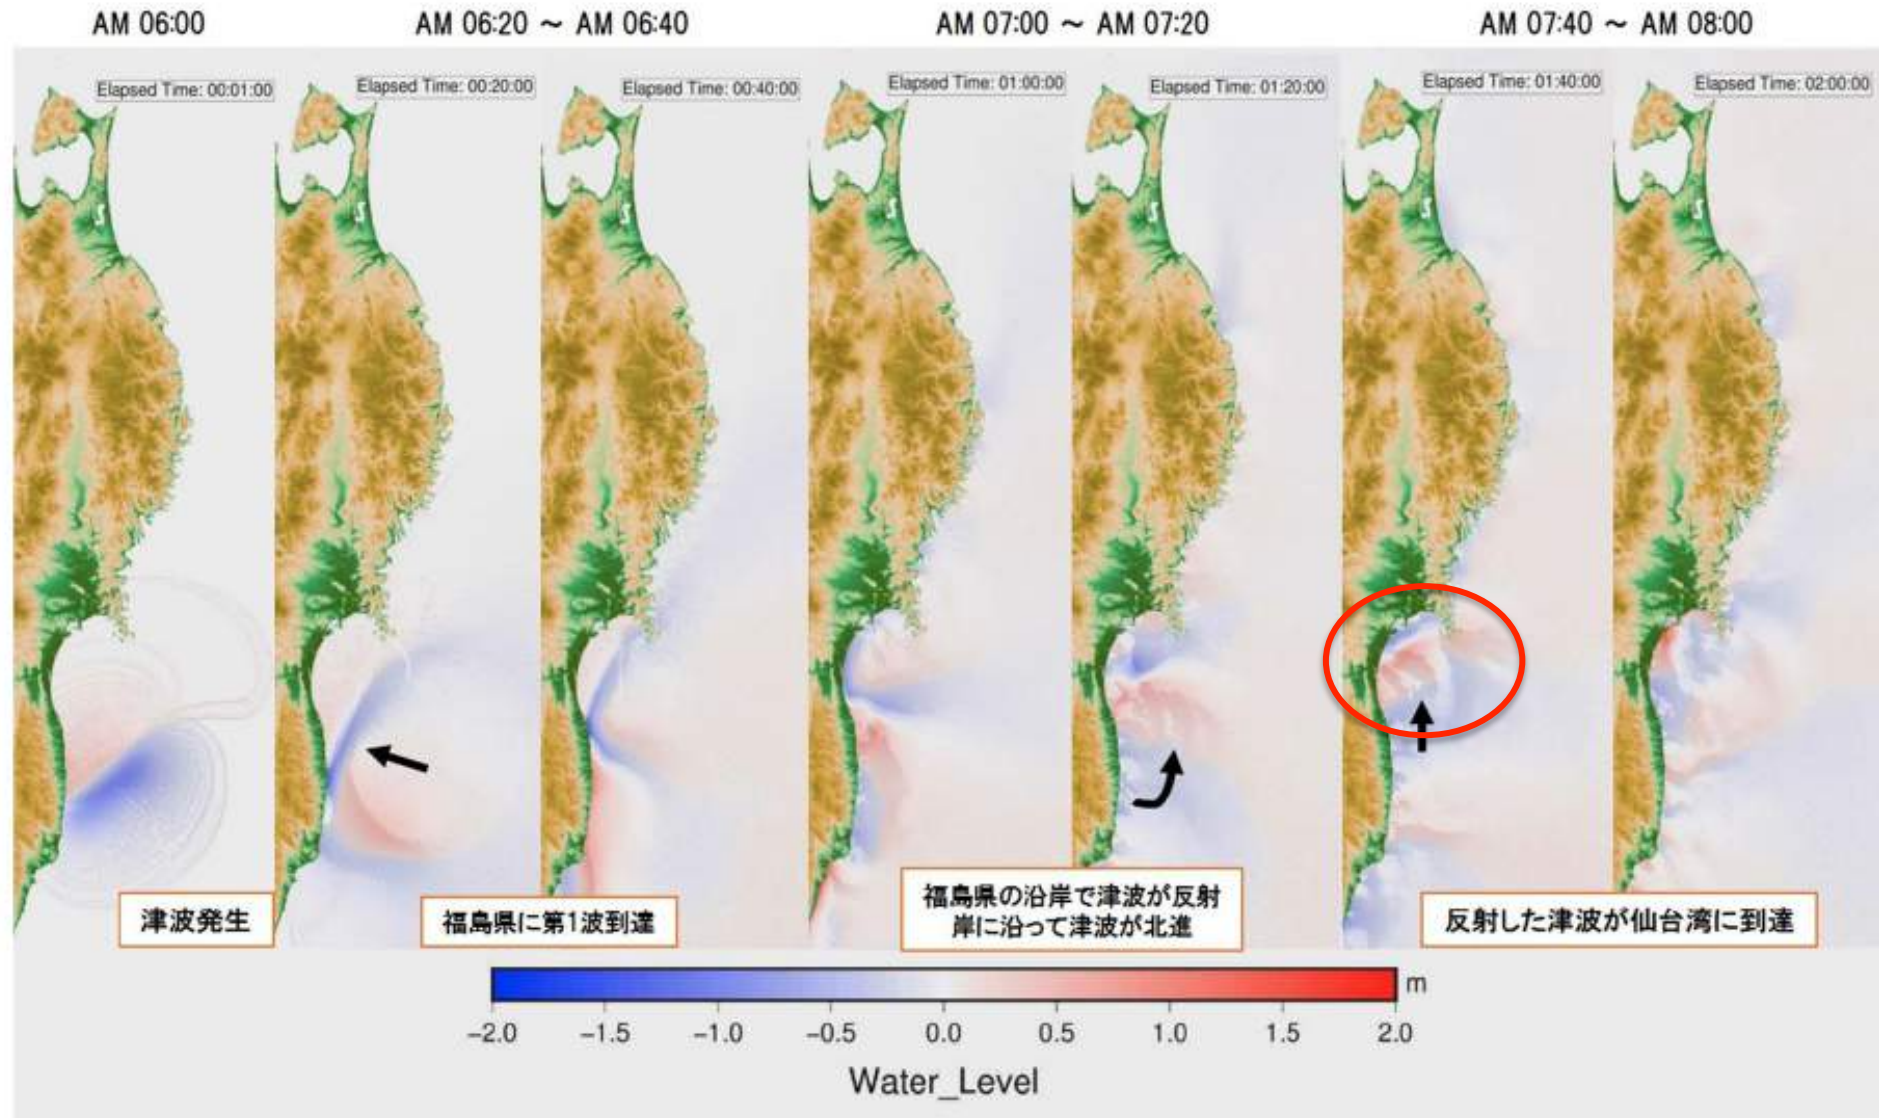 AM 06:00
AM 06:20 ～ AM 06:40
AM 07:00 ～ AM 07:20
AM 07:40 ～ AM 08:00
Elapsed Time: 00:01:00
Elapsed Time: 00:20:00
Elapsed Time: 00:40:00
Elapsed Time: 01:00:00
Elapsed Time: 01:20:00
Elapsed Time: 01:40:00
Elapsed Time: 02:00:00
津波発生
福島県に第1波到達
福島県の沿岸で津波が反射
岸に沿って津波が北進
反射した津波が仙台湾に到達
m
−2.0 −1.5 −1.0 −0.5 0.0 0.5 1.0 1.5 2.0
Water_Level